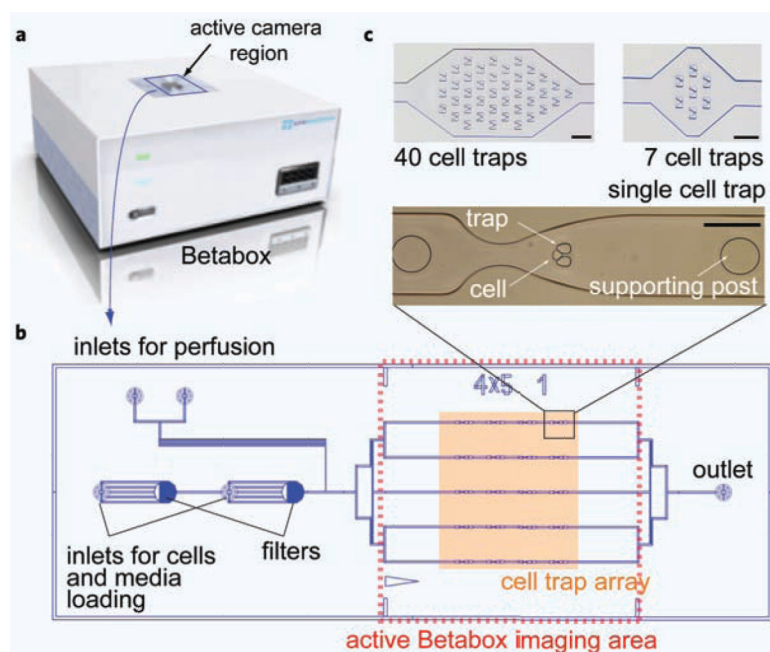 a
active camera
region
Betabox
c
40 cell traps
7 cell traps
single cell trap
trap
cell
supporting post
b
inlets for perfusion
4x5 1
outlet
inlets for cells
and media
loading
filters
cell trap array
active Betabox imaging area